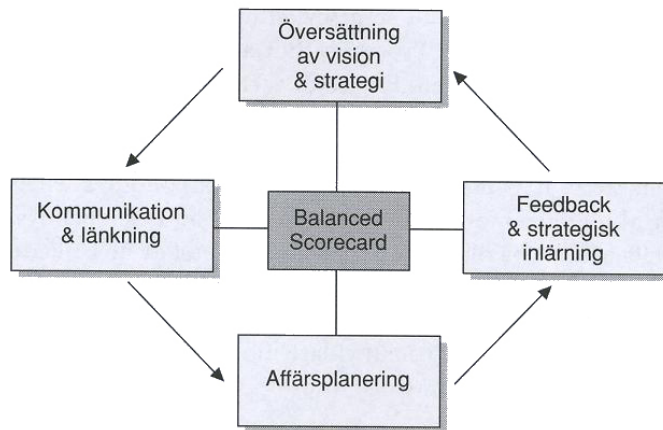 Översättning
av vision
& strategi
Kommunikation
& länkning
Balanced
Scorecard
Feedback
& strategisk
inlärning
Affärsplanering